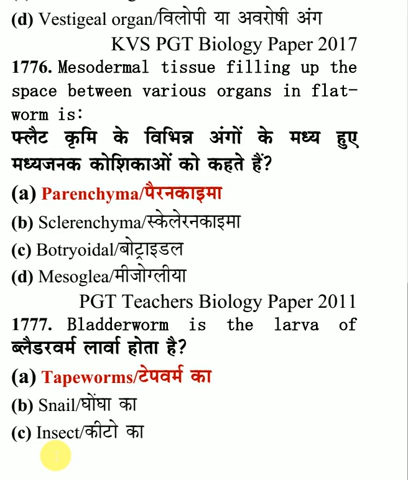 (d) Vestigeal organ/विलोपी या अवरोषी अंग
KVS PGT Biology Paper 2017
1776. Mesodermal tissue filling up the
space between various organs in flat-
worm is:
फ्लैट कृमि के विभिन्न अंगों के मध्य हुए
मध्यजनक कोशिकाओं को कहते हैं?
(a) Parenchyma/पैरनकाइमा
(b) Sclerenchyma/स्केलेरनकाइमा
(c) Botryoidal/बोट्राइडल
(d) Mesoglea/मीजोग्लीया
PGT Teachers Biology Paper 2011
1777. Bladderworm is the larva of
ब्लैडरवर्म लार्वा होता है?
(a) Tapeworms/टेपवर्म का
(b) Snail/घोंघा का
(c) Insect/कीटो का